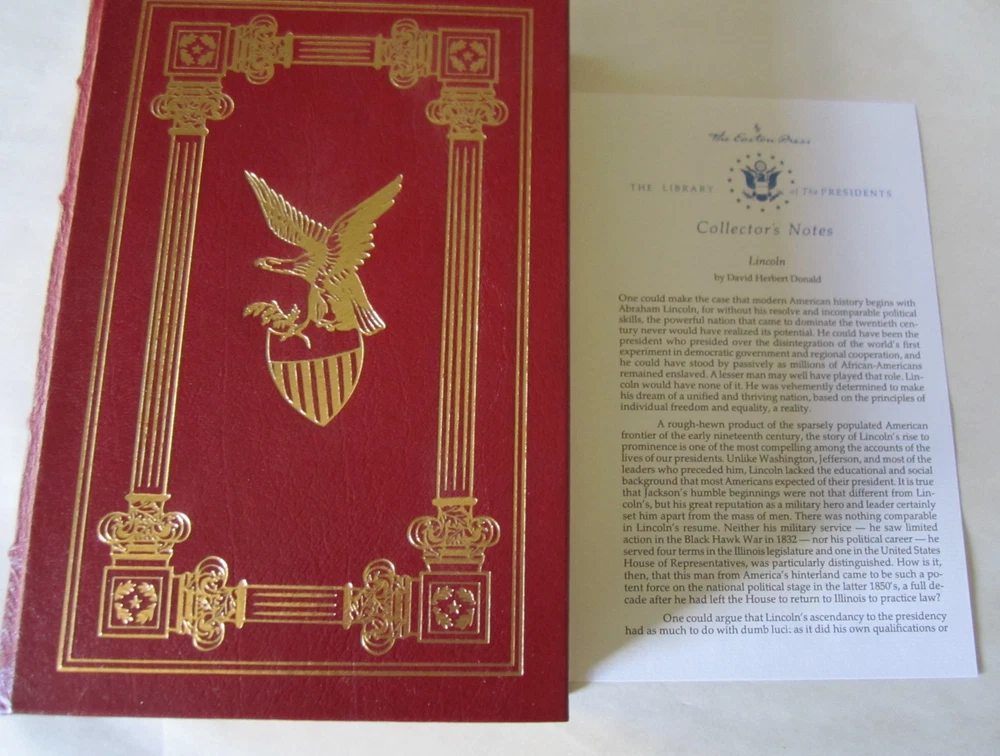 The Easton Press
THE LIBRARY of The PRESIDENTS
Collector's Notes
Lincoln
by David Herbert Donald
One could make the case that modern American history begins with
Abraham Lincoln, for without his resolve and incomparable political
skills, the powerful nation that came to dominate the twentieth cen-
tury never would have realized its potential. He could have been the
president who presided over the disintegration of the world's first
experiment in democratic government and regional cooperation, and
he could have stood by passively as millions of African-Americans
remained enslaved. A lesser man may well have played that role. Lin-
coln would have none of it. He was vehemently determined to make
his dream of a unified and thriving nation, based on the principles of
individual freedom and equality, a reality.
A rough-hewn product of the sparsely populated American
frontier of the early nineteenth century, the story of Lincoln's rise to
prominence is one of the most compelling among the accounts of the
lives of our presidents. Unlike Washington, Jefferson, and most of the
leaders who preceded him, Lincoln lacked the educational and social
background that most Americans expected of their president. It is true
that Jackson's humble beginnings were not that different from Lin-
coln's, but his great reputation as a military hero and leader certainly
set him apart from the mass of men. There was nothing comparable
in Lincoln's resume. Neither his military service — he saw limited
action in the Black Hawk War in 1832 — nor his political career — he
served four terms in the Illinois legislature and one in the United States
House of Representatives, was particularly distinguished. How is it,
then, that this man from America's hinterland came to be such a po-
tent force on the national political stage in the latter 1850's, a full de-
cade after he had left the House to return to Illinois to practice law?
One could argue that Lincoln's ascendancy to the presidency
had as much to do with dumb luci: as it did his own qualifications or